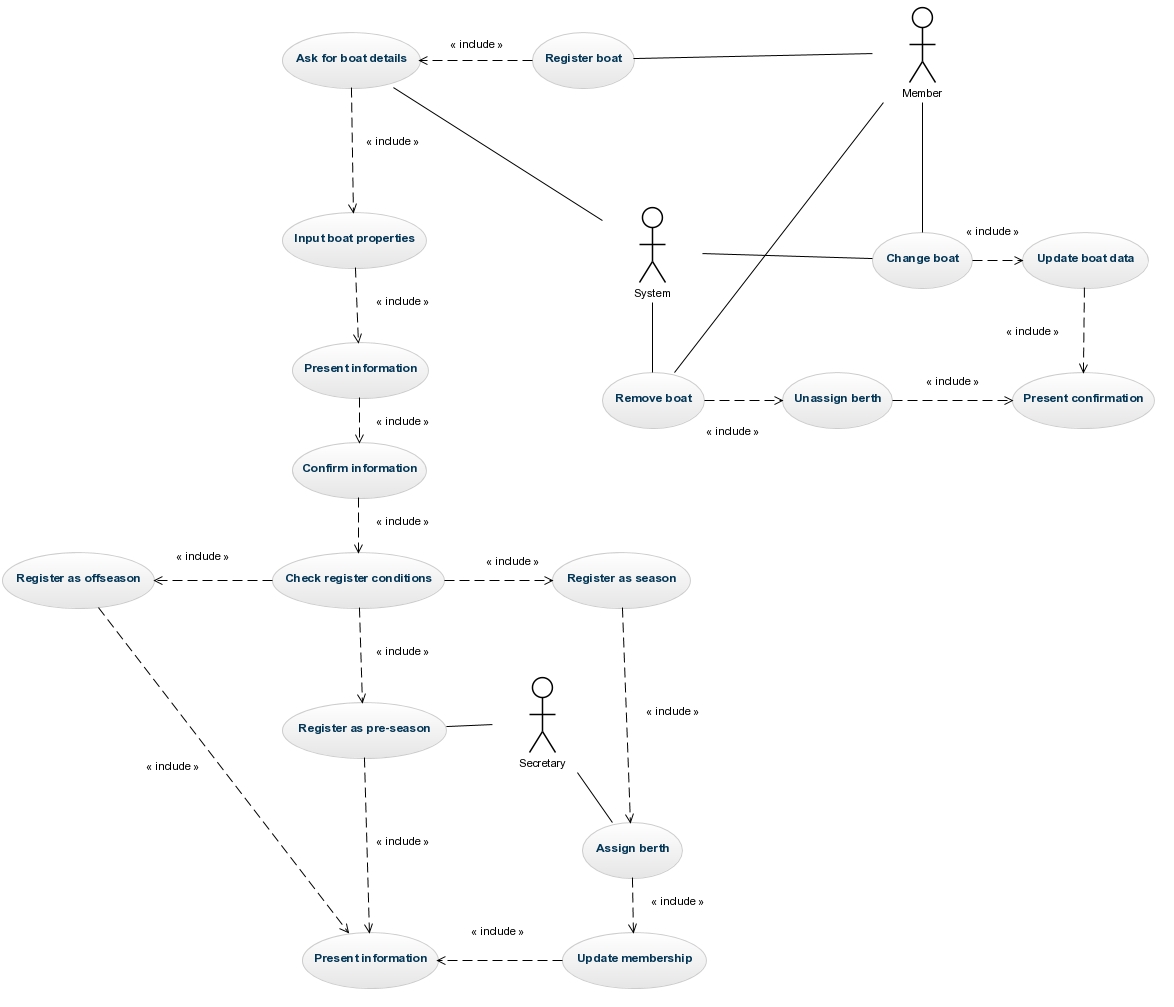 « include »
Ask for boat details
Register boat
Member
« include »
Input boat properties
« include »
Change boat
Update boat data
System
« include »
« include »
Present information
« include »
Remove boat
Unassign berth
Present confirmation
« include »
« include »
Confirm information
« include »
« include »
« include »
Register as offseason
Check register conditions
Register as season
« include »
« include »
Register as pre-season
Secretary
« include »
« include »
Assign berth
« include »
« include »
Present information
Update membership